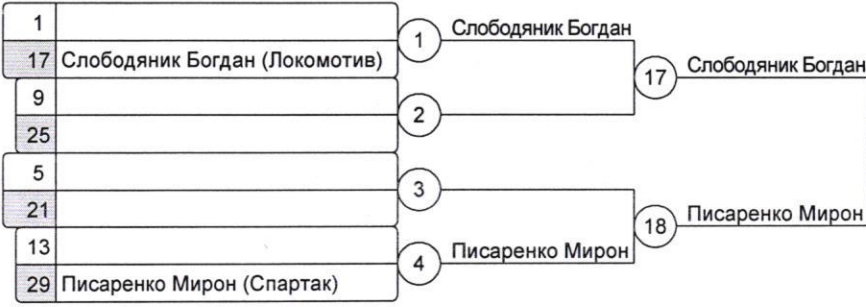 1
17 Слободяник Богдан (Локомотив)
9
25
5
21
13
29 Писаренко Мирон (Спартак)
1 Слободяник Богдан
2
3
4 Писаренко Мирон
17 Слободяник Богдан
18 Писаренко Мирон